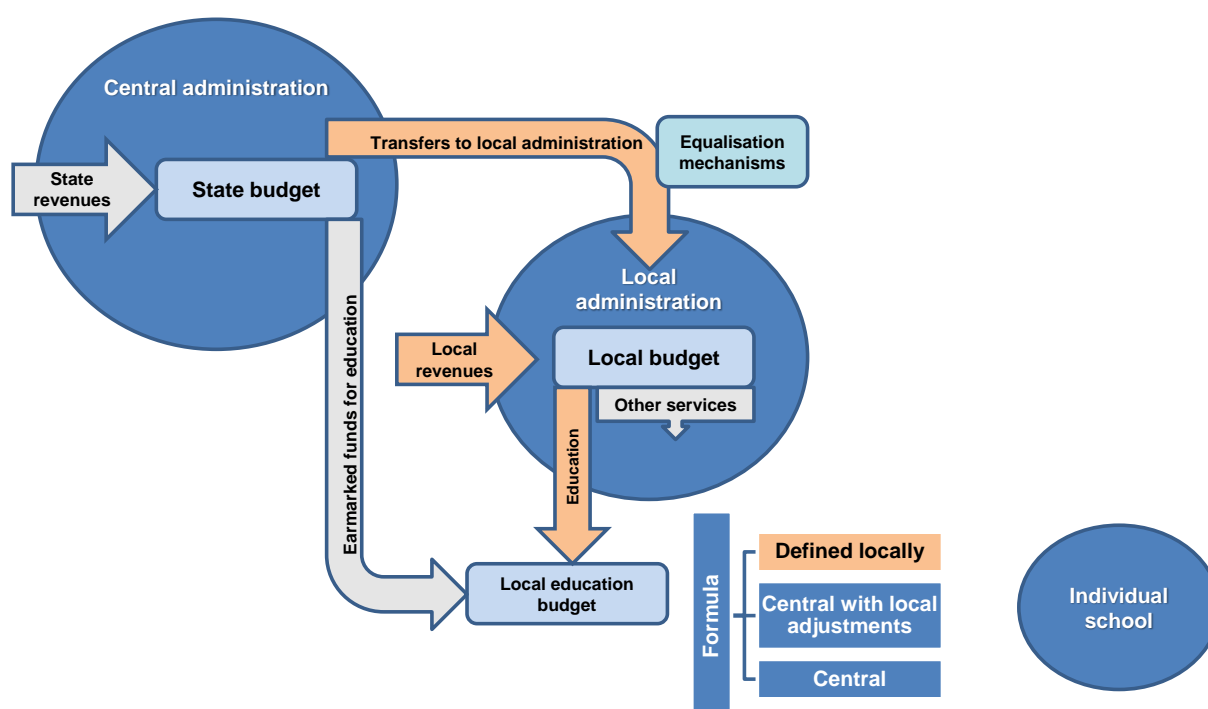 Central administration
Transfers to local administration
Equalisation
mechanisms
State
revenues
State budget
Earmarked funds for education
Local
administration
Local
revenues
Local budget
Other services
Education
Local education
budget
Formula
Defined locally
Central with local
adjustments
Central
Individual
school